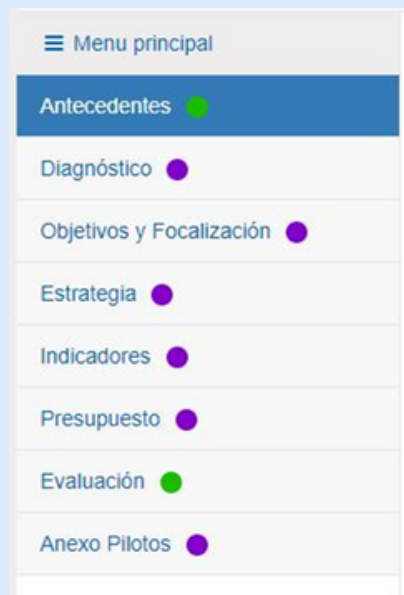 Menu principal
Antecedentes
Diagnóstico
Objetivos y Focalización
Estrategia
Indicadores
Presupuesto
Evaluación
Anexo Pilotos